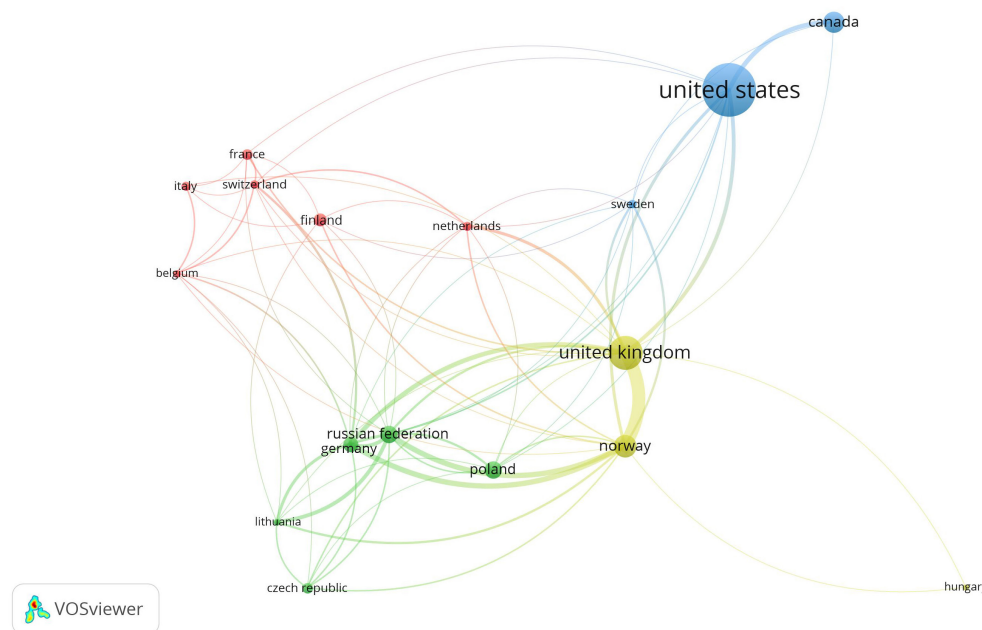 canada
united states
france
switzerland
italy
finland
sweden
netherlands
belgium
united kingdom
russian federation
germany
norway
poland
lithuania
czech republic
hungar
VOSviewer